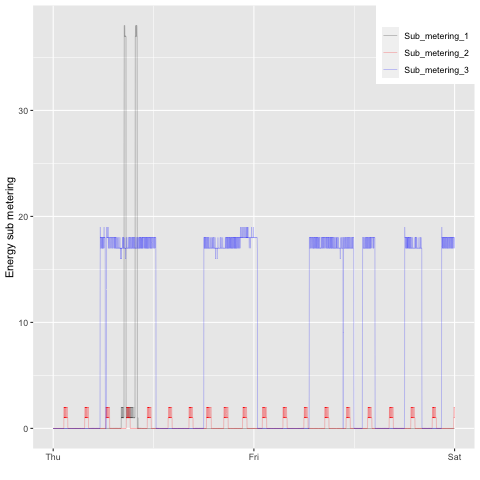 Sub_metering_1
Sub_metering_2
Sub_metering_3
Energy sub metering
30
20
10
0
Thu
Fri
Sat